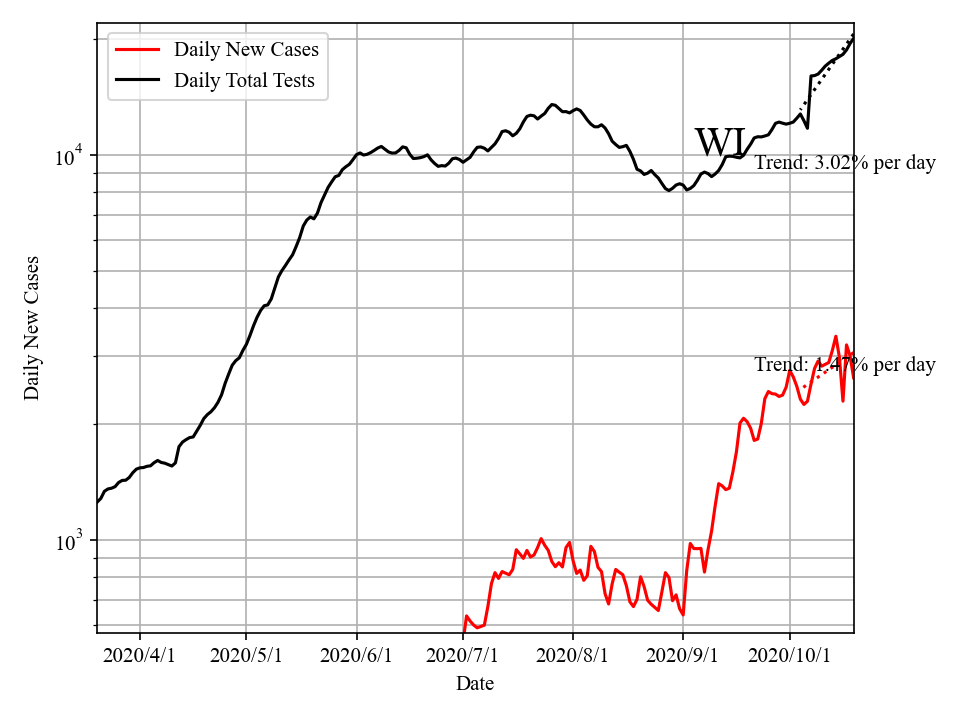 Daily New Cases
Daily Total Tests
WI
Trend: 3.02% per day
Trend: 1.47% per day
10^4
10^3
Daily New Cases
2020/4/1 2020/5/1 2020/6/1 2020/7/1 2020/8/1 2020/9/1 2020/10/1
Date